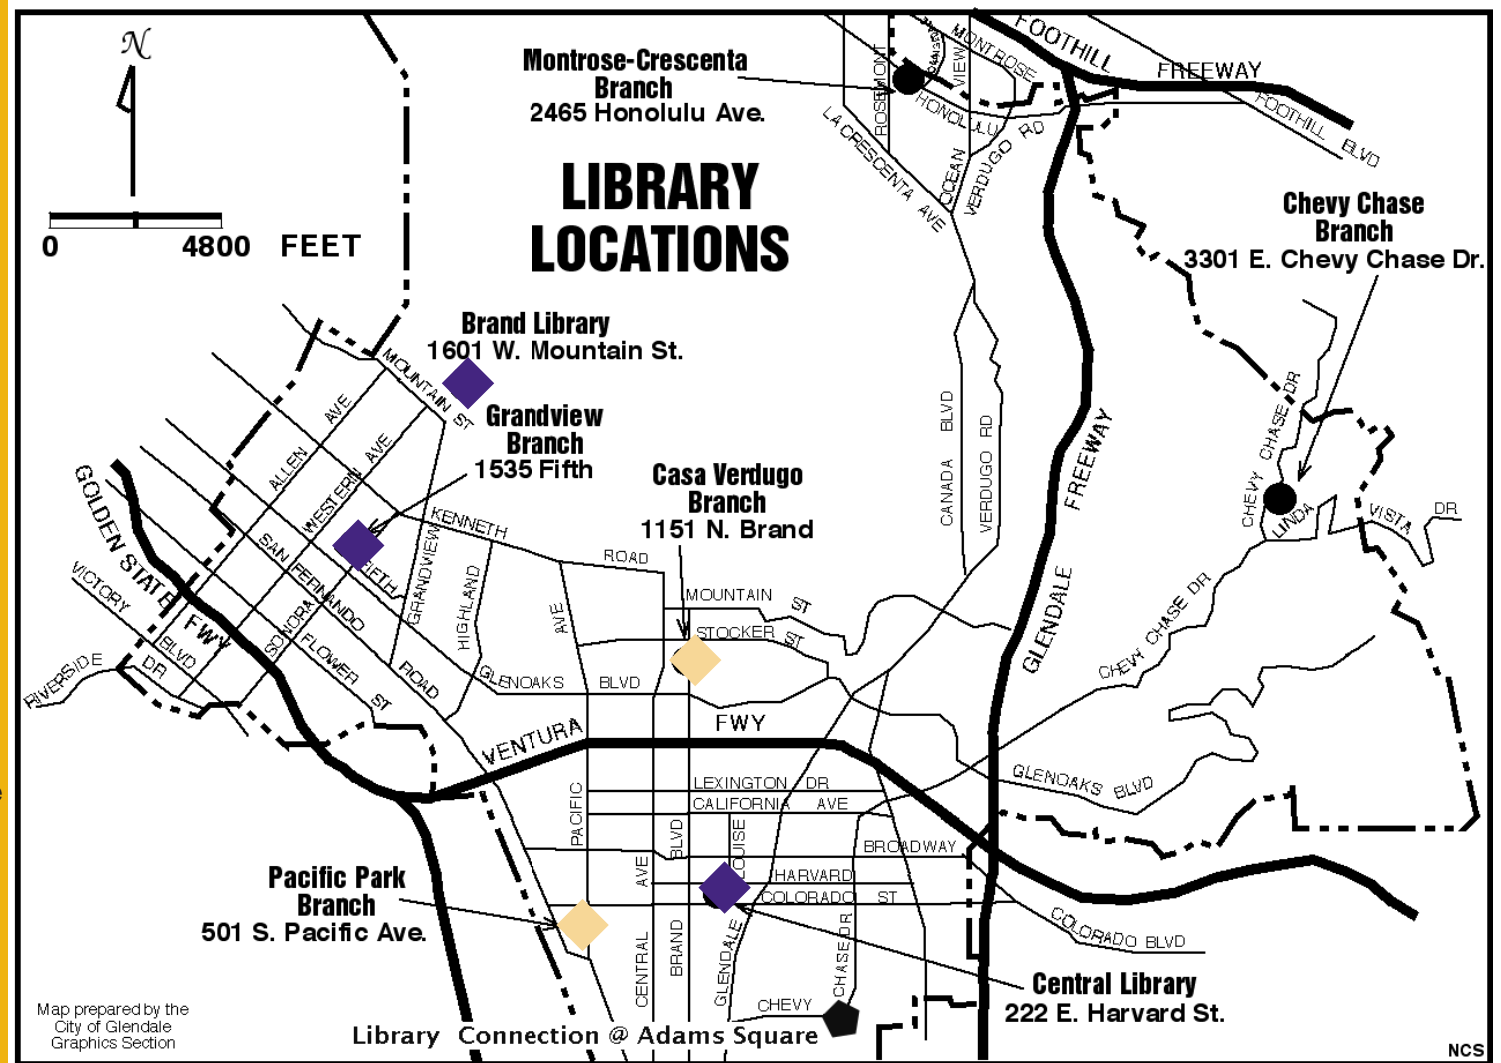 N
0 4800 FEET
LIBRARY
LOCATIONS
Montrose-Crescenta
Branch
2465 Honolulu Ave.
FOOTHILL
FREEWAY
FOOTHILL BLVD
MONTROSE
ROSEMONT
OCEAN VIEW
HONOLULU
LA CRESCENTA AVE
VERDUGO RD
Chevy Chase
Branch
3301 E. Chevy Chase Dr.
Brand Library
1601 W. Mountain St.
MOUNTAIN ST
Grandview
Branch
1535 Fifth
Casa Verdugo
Branch
1151 N. Brand
ALLEN AVE
WESTERN AVE
CANADA BLVD
VERDUGO RD
GLENDALE FREEWAY
CHEVY CHASE DR
LINDA VISTA DR
GOLDEN STATE FWY
SAN FERNANDO ROAD
VICTORY BLVD
RIVERSIDE DR
SONORA
FLOWER ST
FIFTH
KENNETH ROAD
GRANDVIEW
HIGHLAND
AVE
MOUNTAIN ST
STOCKER ST
GLENOAKS BLVD
CHEVY CHASE DR
VENTURA FWY
LEXINGTON DR
CALIFORNIA AVE
GLENOAKS BLVD
PACIFIC
BLVD
LOUISE
BROADWAY
AVE
HARVARD
COLORADO ST
Pacific Park
Branch
501 S. Pacific Ave.
CENTRAL
BRAND
GLENDALE
CHASE DR
CHEVY
COLORADO BLVD
Central Library
222 E. Harvard St.
Library Connection @ Adams Square
Map prepared by the
City of Glendale
Graphics Section
NCS